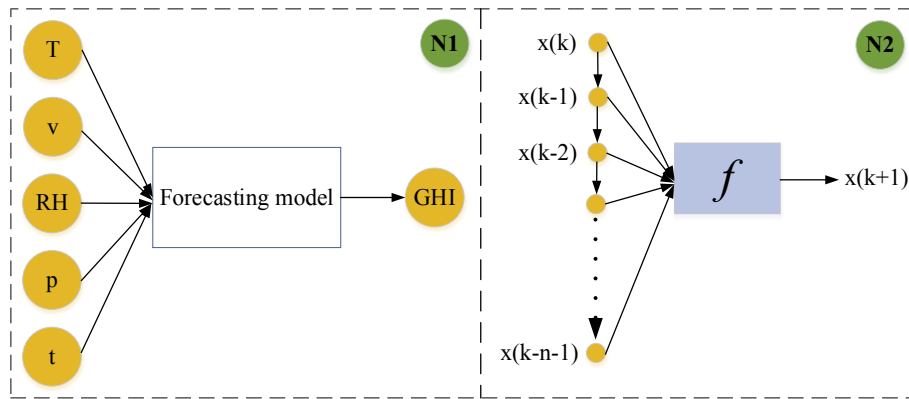 N1
T
v
RH
p
t
Forecasting model
GHI
N2
x(k)
x(k-1)
x(k-2)
x(k-n-1)
f
x(k+1)